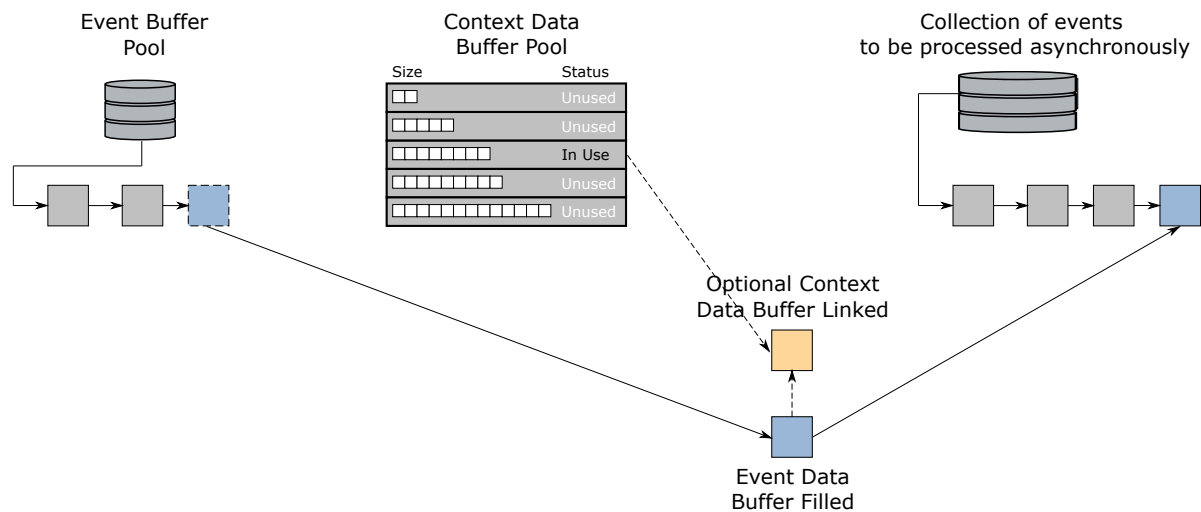 Event Buffer
Pool
Context Data
Buffer Pool
Size Status
Unused
Unused
In Use
Unused
Unused
Collection of events
to be processed asynchronously
Optional Context
Data Buffer Linked
Event Data
Buffer Filled